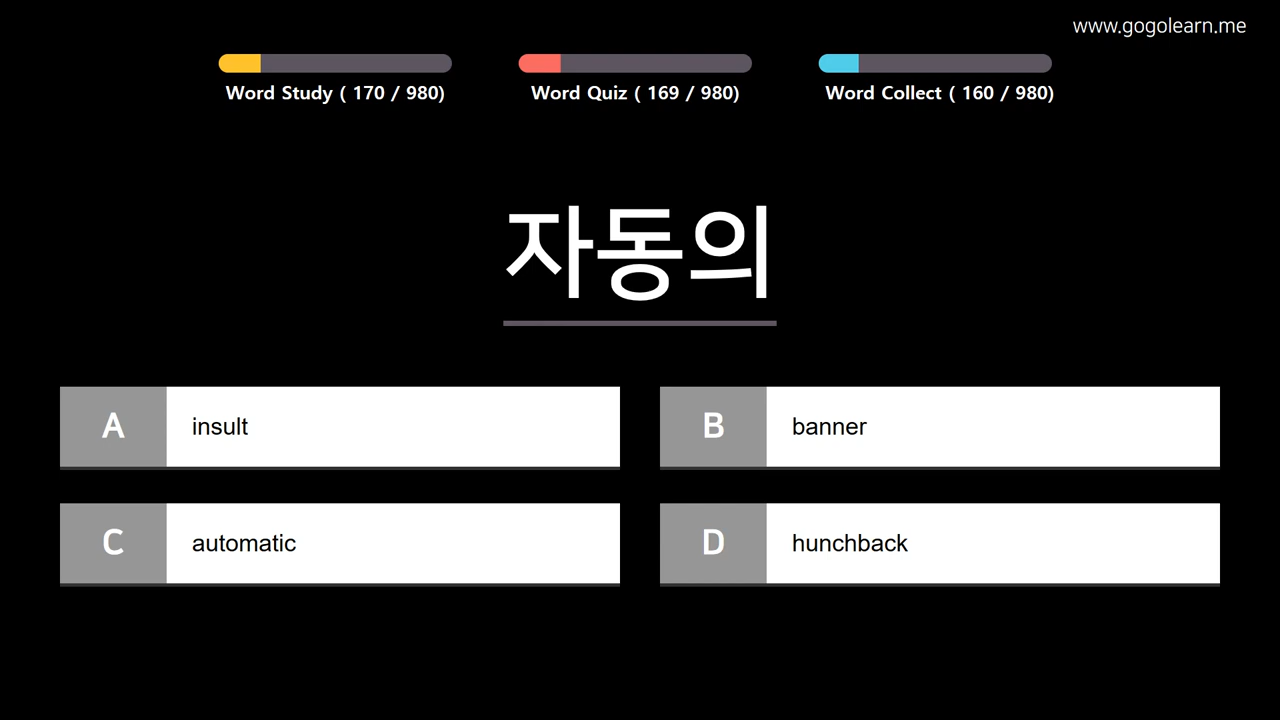 www.gogolearn.me
Word Study ( 170 / 980)
Word Quiz ( 169 / 980)
Word Collect ( 160 / 980)
자동의
A insult
B banner
C automatic
D hunchback